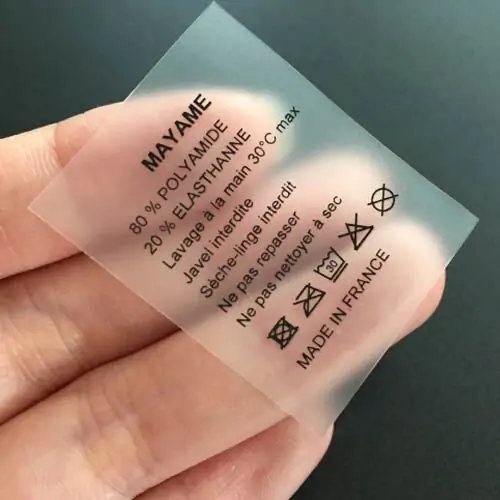 MAYAME
80 % POLYAMIDE
20 % ELASTHANNE
Lavage à la main 30°C max
Javel interdite
Sèche-linge interdit
Ne pas repasser
Ne pas nettoyer à sec
30
MADE IN FRANCE